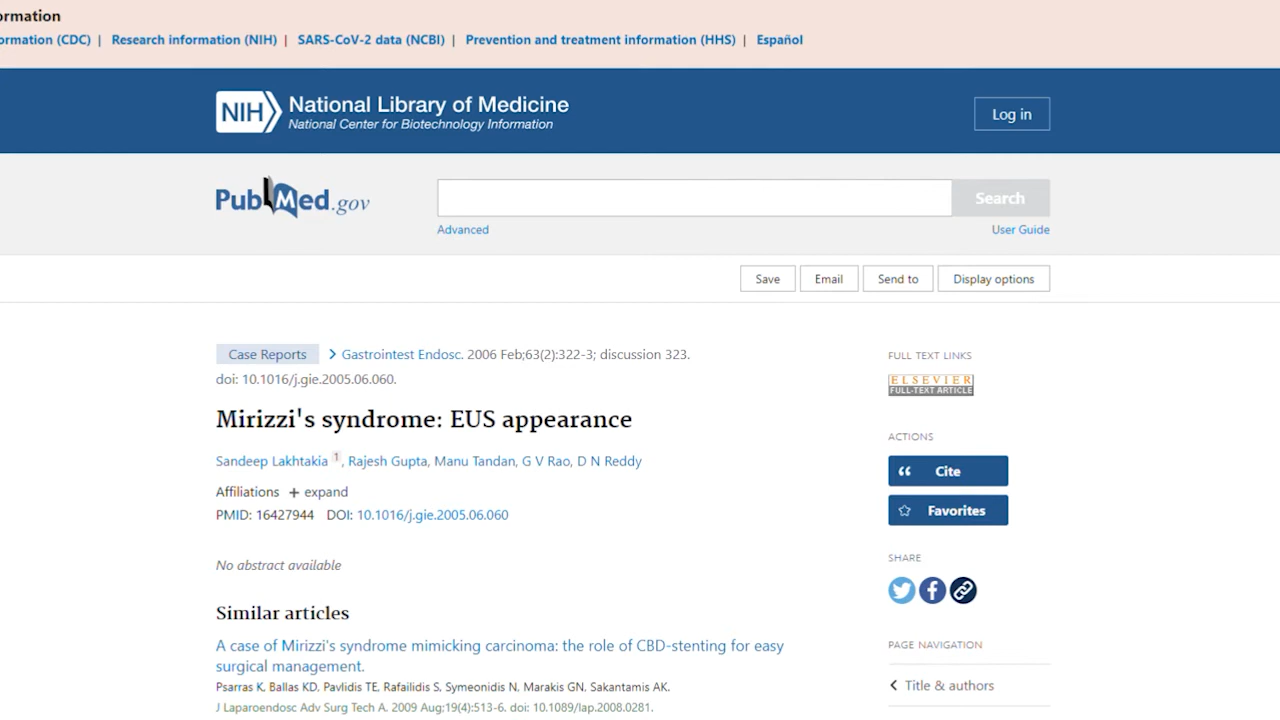 ormation
ormation (CDC) | Research information (NIH) | SARS-CoV-2 data (NCBI) | Prevention and treatment information (HHS) | Español
NIH National Library of Medicine
National Center for Biotechnology Information
Log in
PubMed.gov
Search
Advanced
User Guide
Save
Email
Send to
Display options
Case Reports > Gastrointest Endosc. 2006 Feb;63(2):322-3; discussion 323.
doi: 10.1016/j.gie.2005.06.060.
Mirizzi's syndrome: EUS appearance
Sandeep Lakhtakia 1, Rajesh Gupta, Manu Tandan, G V Rao, D N Reddy
Affiliations + expand
PMID: 16427944 DOI: 10.1016/j.gie.2005.06.060
No abstract available
Similar articles
A case of Mirizzi's syndrome mimicking carcinoma: the role of CBD-stenting for easy
surgical management.
Psarras K, Ballas KD, Pavlidis TE, Rafailidis S, Symeonidis N, Marakis GN, Sakantamis AK.
J Laparoendosc Adv Surg Tech A. 2009 Aug;19(4):513-6. doi: 10.1089/lap.2008.0281.
FULL TEXT LINKS
ELSEVIER
FULL-TEXT ARTICLE
ACTIONS
Cite
Favorites
SHARE
PAGE NAVIGATION
Title & authors